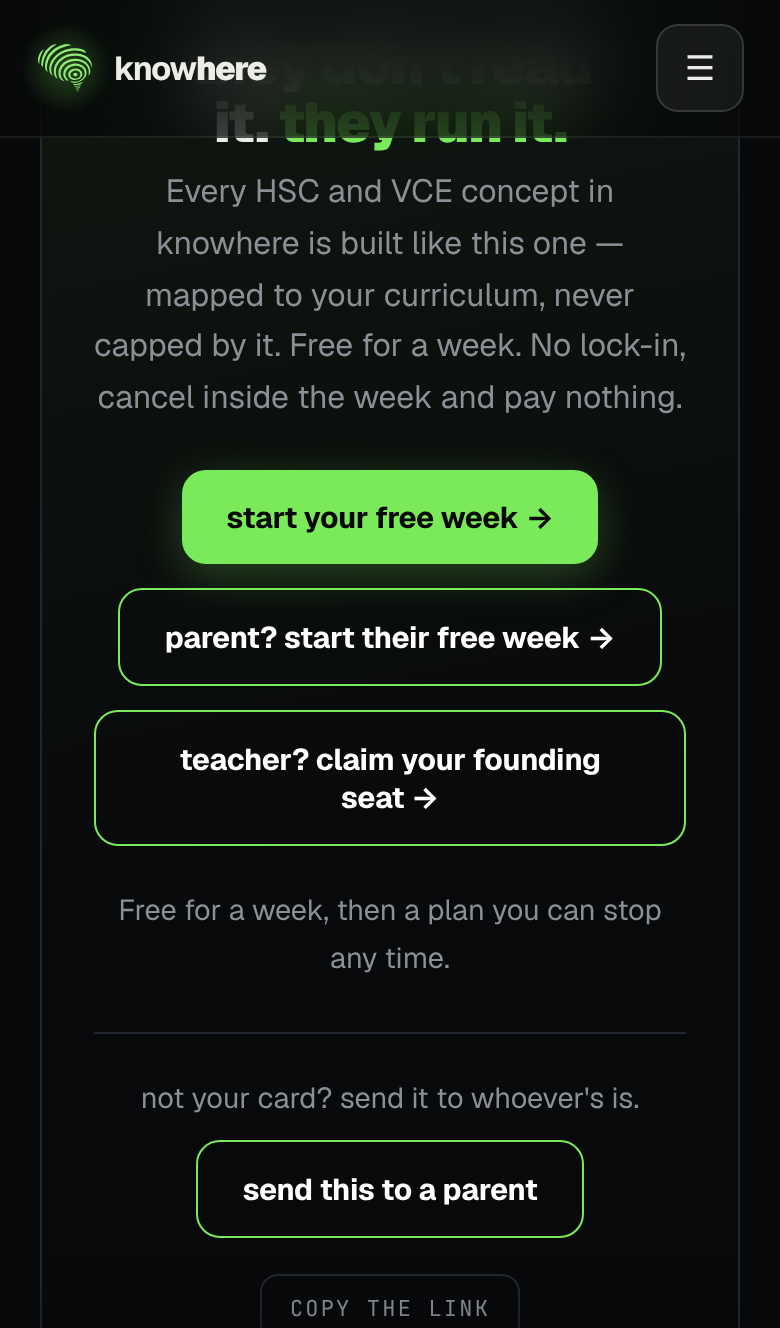 knowhere
☰
they don't read
it. they run it.
Every HSC and VCE concept in
knowhere is built like this one —
mapped to your curriculum, never
capped by it. Free for a week. No lock-in,
cancel inside the week and pay nothing.
start your free week →
parent? start their free week →
teacher? claim your founding
seat →
Free for a week, then a plan you can stop
any time.
not your card? send it to whoever's is.
send this to a parent
COPY THE LINK